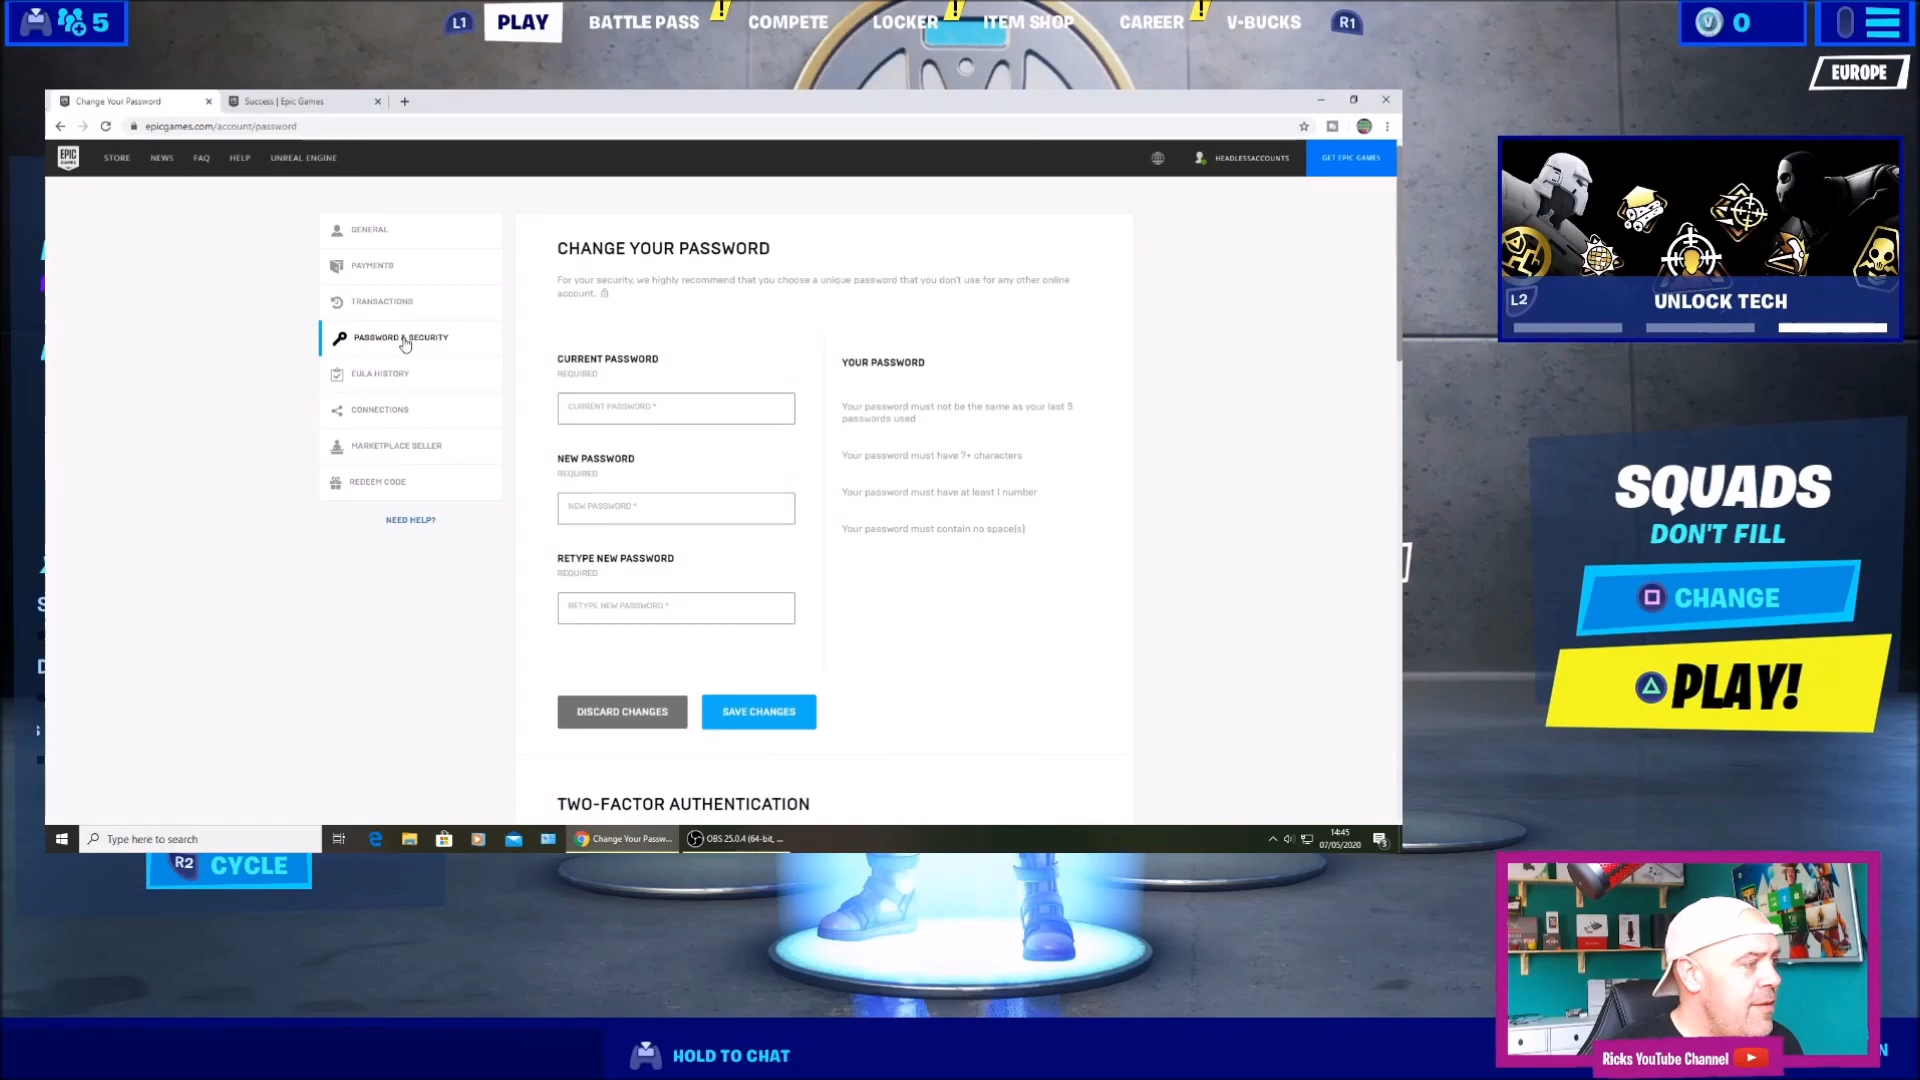 5
L1
PLAY
BATTLE PASS
COMPETE
LOCKER
ITEM SHOP
CAREER
V-BUCKS
R1
V 0
EUROPE
Change Your Password
Success | Epic Games
epicgames.com/account/password
EPIC GAMES
STORE
NEWS
FAQ
HELP
UNREAL ENGINE
HEADLESSACCOUNTS
GET EPIC GAMES
GENERAL
PAYMENTS
TRANSACTIONS
PASSWORD & SECURITY
EULA HISTORY
CONNECTIONS
MARKETPLACE SELLER
REDEEM CODE
NEED HELP?
CHANGE YOUR PASSWORD
For your security, we highly recommend that you choose a unique password that you don't use for any other online
account.
CURRENT PASSWORD
REQUIRED
CURRENT PASSWORD *
NEW PASSWORD
REQUIRED
NEW PASSWORD *
RETYPE NEW PASSWORD
REQUIRED
RETYPE NEW PASSWORD *
YOUR PASSWORD
Your password must not be the same as your last 5
passwords used
Your password must have 7+ characters
Your password must have at least 1 number
Your password must contain no space(s)
DISCARD CHANGES
SAVE CHANGES
TWO-FACTOR AUTHENTICATION
L2
UNLOCK TECH
SQUADS
DON'T FILL
CHANGE
PLAY!
Type here to search
Change Your Passw...
OBS 25.0.4 (64-bit, ...
14:45
07/05/2020
3
R2
CYCLE
HOLD TO CHAT
Ricks YouTube Channel